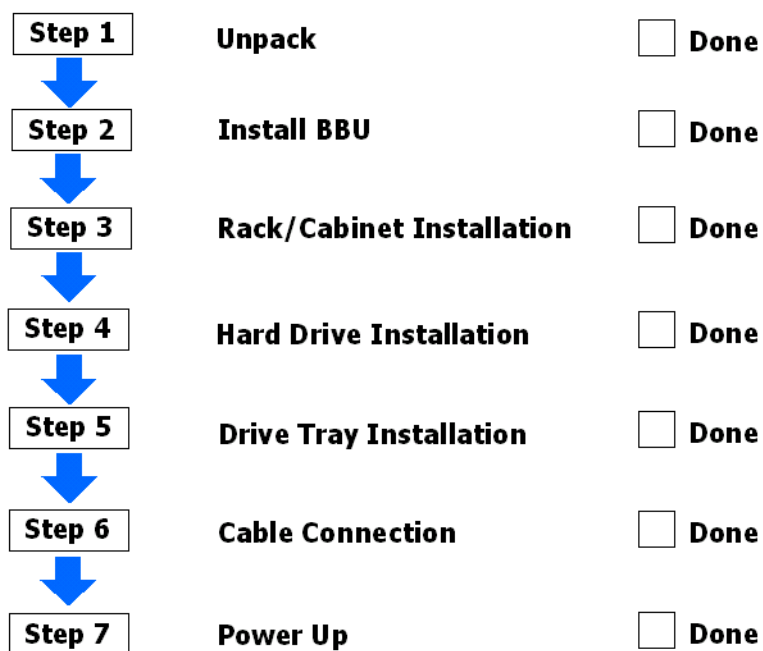 Step 1 Unpack Done
Step 2 Install BBU Done
Step 3 Rack/Cabinet Installation Done
Step 4 Hard Drive Installation Done
Step 5 Drive Tray Installation Done
Step 6 Cable Connection Done
Step 7 Power Up Done